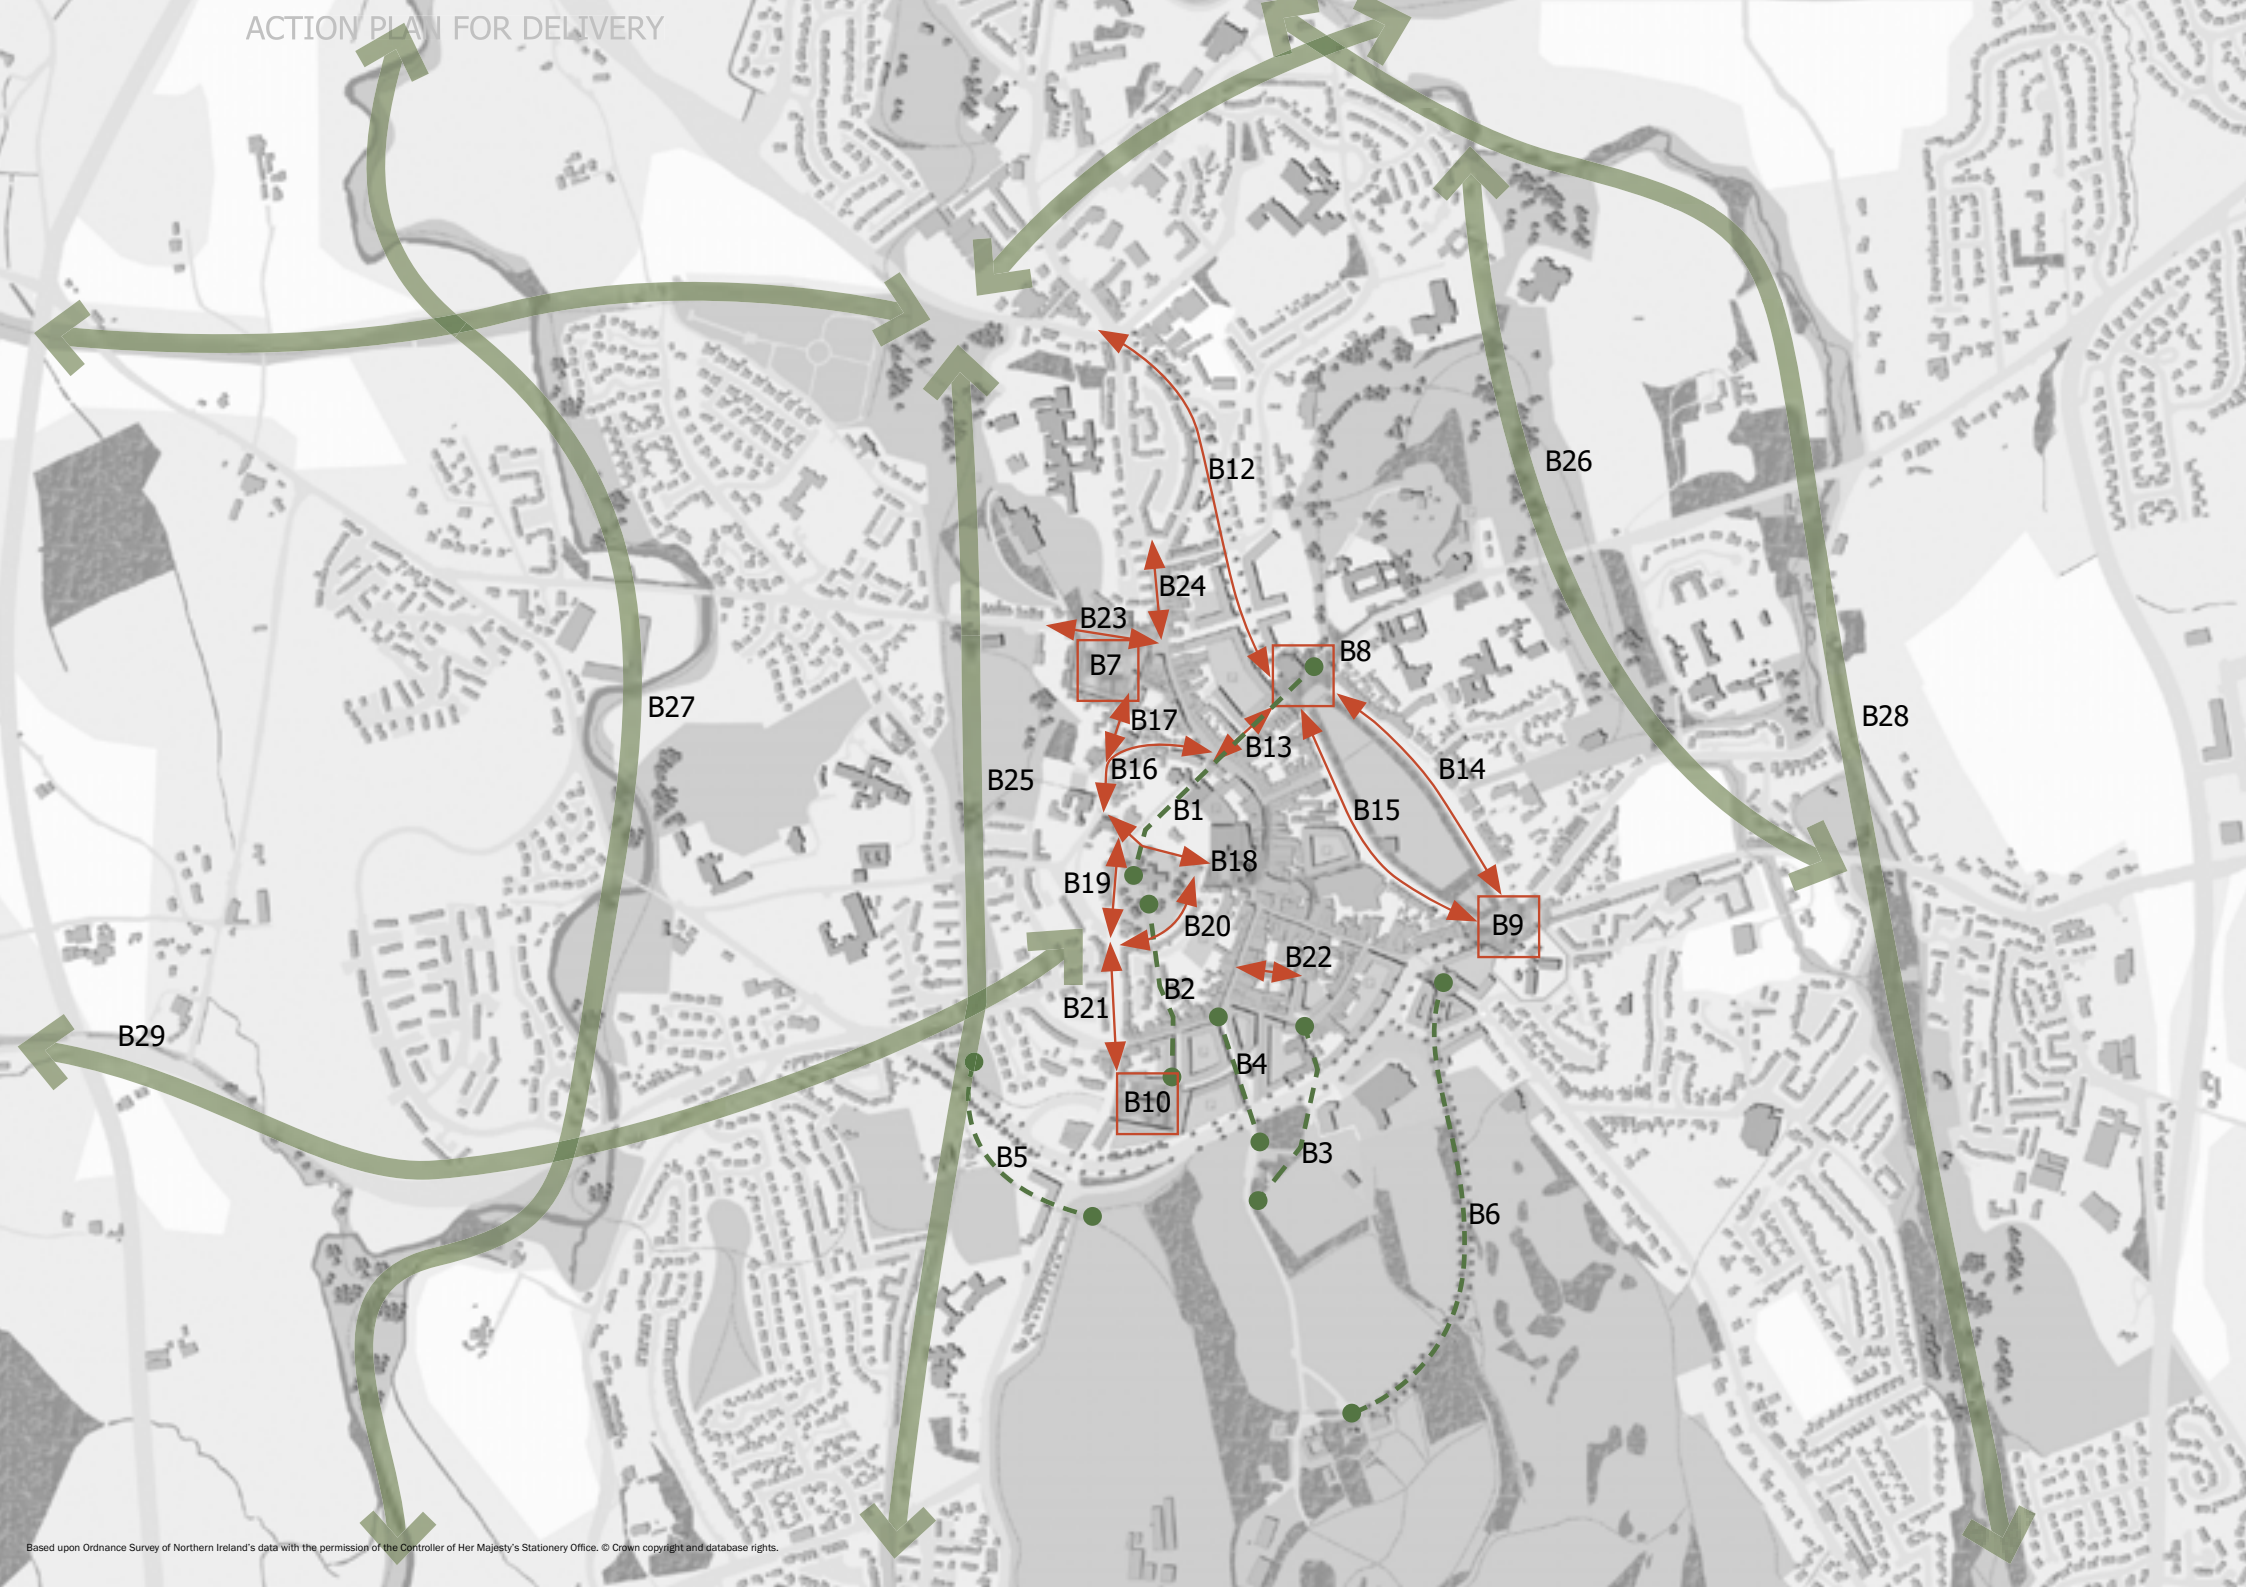 ACTION PLAN FOR DELIVERY
B12
B26
B24
B23
B7
B8
B27
B17
B28
B13
B16
B14
B25
B1
B15
B18
B19
B20
B9
B22
B2
B21
B29
B4
B10
B3
B5
B6
Based upon Ordnance Survey of Northern Ireland's data with the permission of the Controller of Her Majesty's Stationery Office. © Crown copyright and database rights.